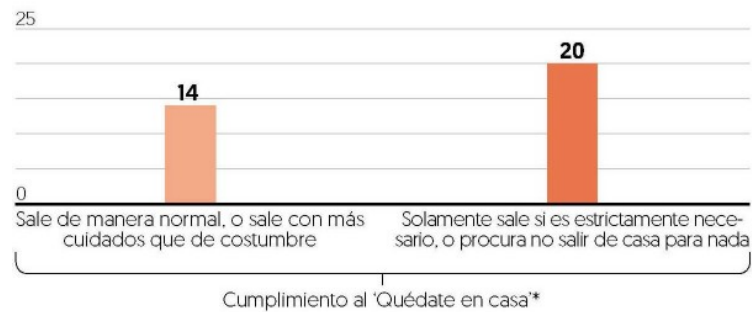 25
20
14
0
Sale de manera normal, o sale con más
cuidados que de costumbre
Solamente sale si es estrictamente nece-
sario, o procura no salir de casa para nada
Cumplimiento al 'Quédate en casa'*